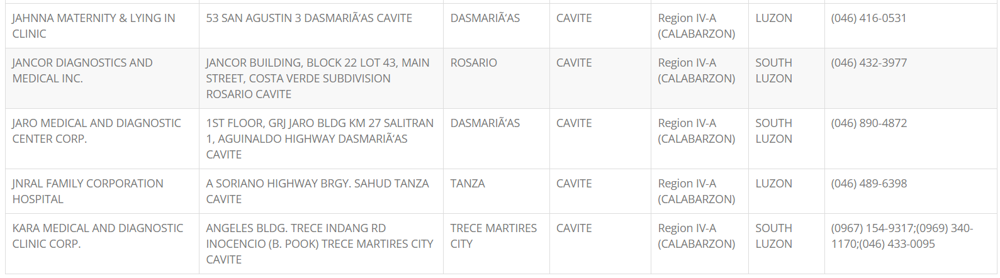 JAHNNA MATERNITY & LYING IN
CLINIC
53 SAN AGUSTIN 3 DASMARIÃ‘AS CAVITE
DASMARIÃ‘AS
CAVITE
Region IV-A
(CALABARZON)
LUZON
(046) 416-0531
JANCOR DIAGNOSTICS AND
MEDICAL INC.
JANCOR BUILDING, BLOCK 22 LOT 43, MAIN
STREET, COSTA VERDE SUBDIVISION
ROSARIO CAVITE
ROSARIO
CAVITE
Region IV-A
(CALABARZON)
SOUTH
LUZON
(046) 432-3977
JARO MEDICAL AND DIAGNOSTIC
CENTER CORP.
1ST FLOOR, GRJ JARO BLDG KM 27 SALITRAN
1, AGUINALDO HIGHWAY DASMARIÃ‘AS
CAVITE
DASMARIÃ‘AS
CAVITE
Region IV-A
(CALABARZON)
SOUTH
LUZON
(046) 890-4872
JNRAL FAMILY CORPORATION
HOSPITAL
A SORIANO HIGHWAY BRGY. SAHUD TANZA
CAVITE
TANZA
CAVITE
Region IV-A
(CALABARZON)
LUZON
(046) 489-6398
KARA MEDICAL AND DIAGNOSTIC
CLINIC CORP.
ANGELES BLDG. TRECE INDANG RD
INOCENCIO (B. POOK) TRECE MARTIRES CITY
CAVITE
TRECE MARTIRES
CITY
CAVITE
Region IV-A
(CALABARZON)
SOUTH
LUZON
(0967) 154-9317;(0969) 340-
1170;(046) 433-0095